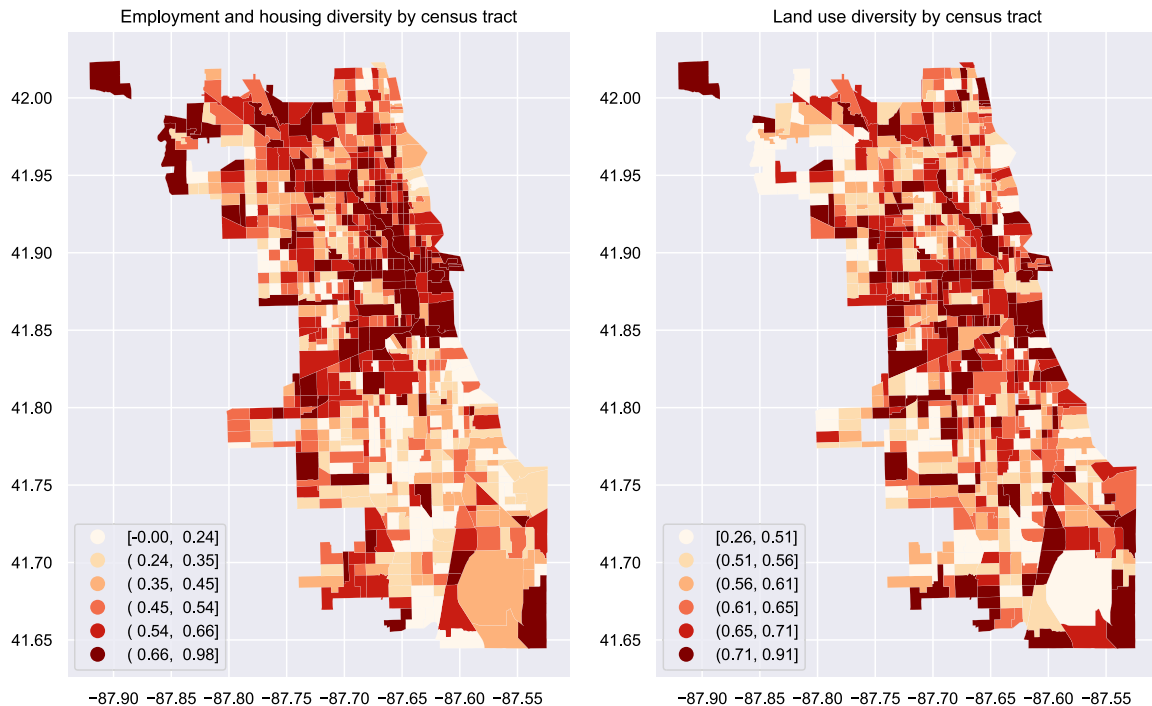 Employment and housing diversity by census tract
42.00
41.95
41.90
41.85
41.80
41.75
41.70
41.65
[-0.00, 0.24]
( 0.24, 0.35]
( 0.35, 0.45]
( 0.45, 0.54]
( 0.54, 0.66]
( 0.66, 0.98]
−87.90 −87.85 −87.80 −87.75 −87.70 −87.65 −87.60 −87.55
Land use diversity by census tract
42.00
41.95
41.90
41.85
41.80
41.75
41.70
41.65
[0.26, 0.51]
(0.51, 0.56]
(0.56, 0.61]
(0.61, 0.65]
(0.65, 0.71]
(0.71, 0.91]
−87.90 −87.85 −87.80 −87.75 −87.70 −87.65 −87.60 −87.55